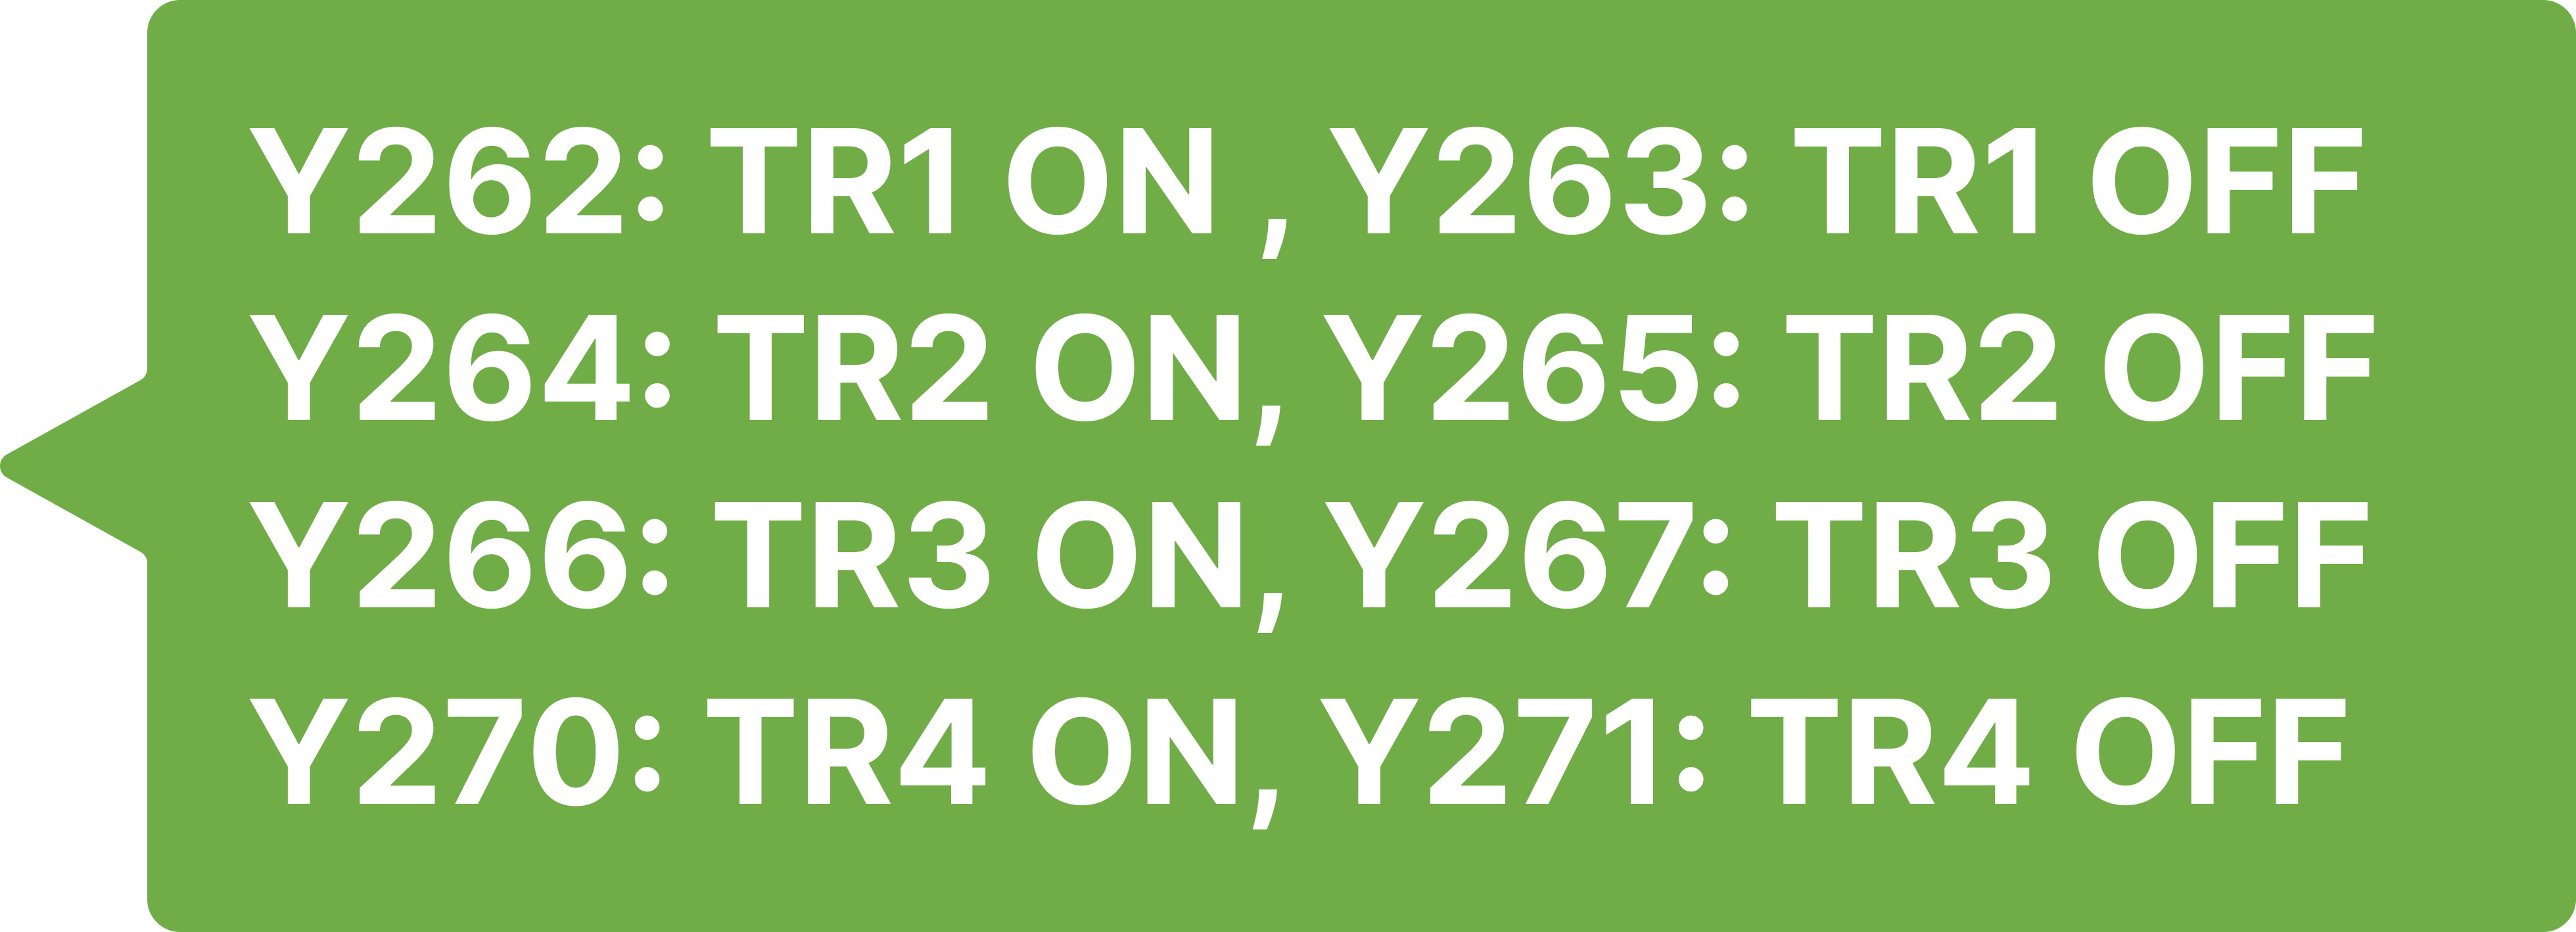 Y262: TR1 ON , Y263: TR1 OFF
Y264: TR2 ON, Y265: TR2 OFF
Y266: TR3 ON, Y267: TR3 OFF
Y270: TR4 ON, Y271: TR4 OFF